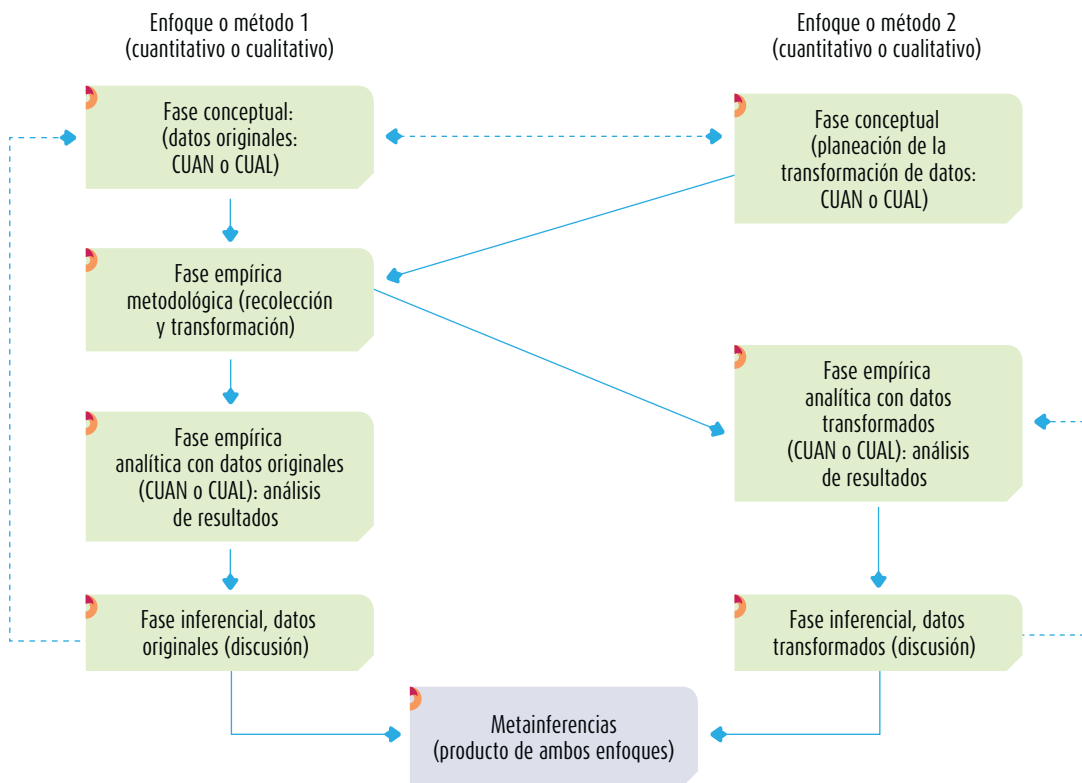 Enfoque o método 1
(cuantitativo o cualitativo)
Enfoque o método 2
(cuantitativo o cualitativo)
Fase conceptual:
(datos originales:
CUAN o CUAL)
Fase conceptual
(planeación de la
transformación de datos:
CUAN o CUAL)
Fase empírica
metodológica (recolección
y transformación)
Fase empírica
analítica con datos
transformados
(CUAN o CUAL): análisis
de resultados
Fase empírica
analítica con datos originales
(CUAN o CUAL): análisis
de resultados
Fase inferencial, datos
originales (discusión)
Fase inferencial, datos
transformados (discusión)
Metainferencias
(producto de ambos enfoques)